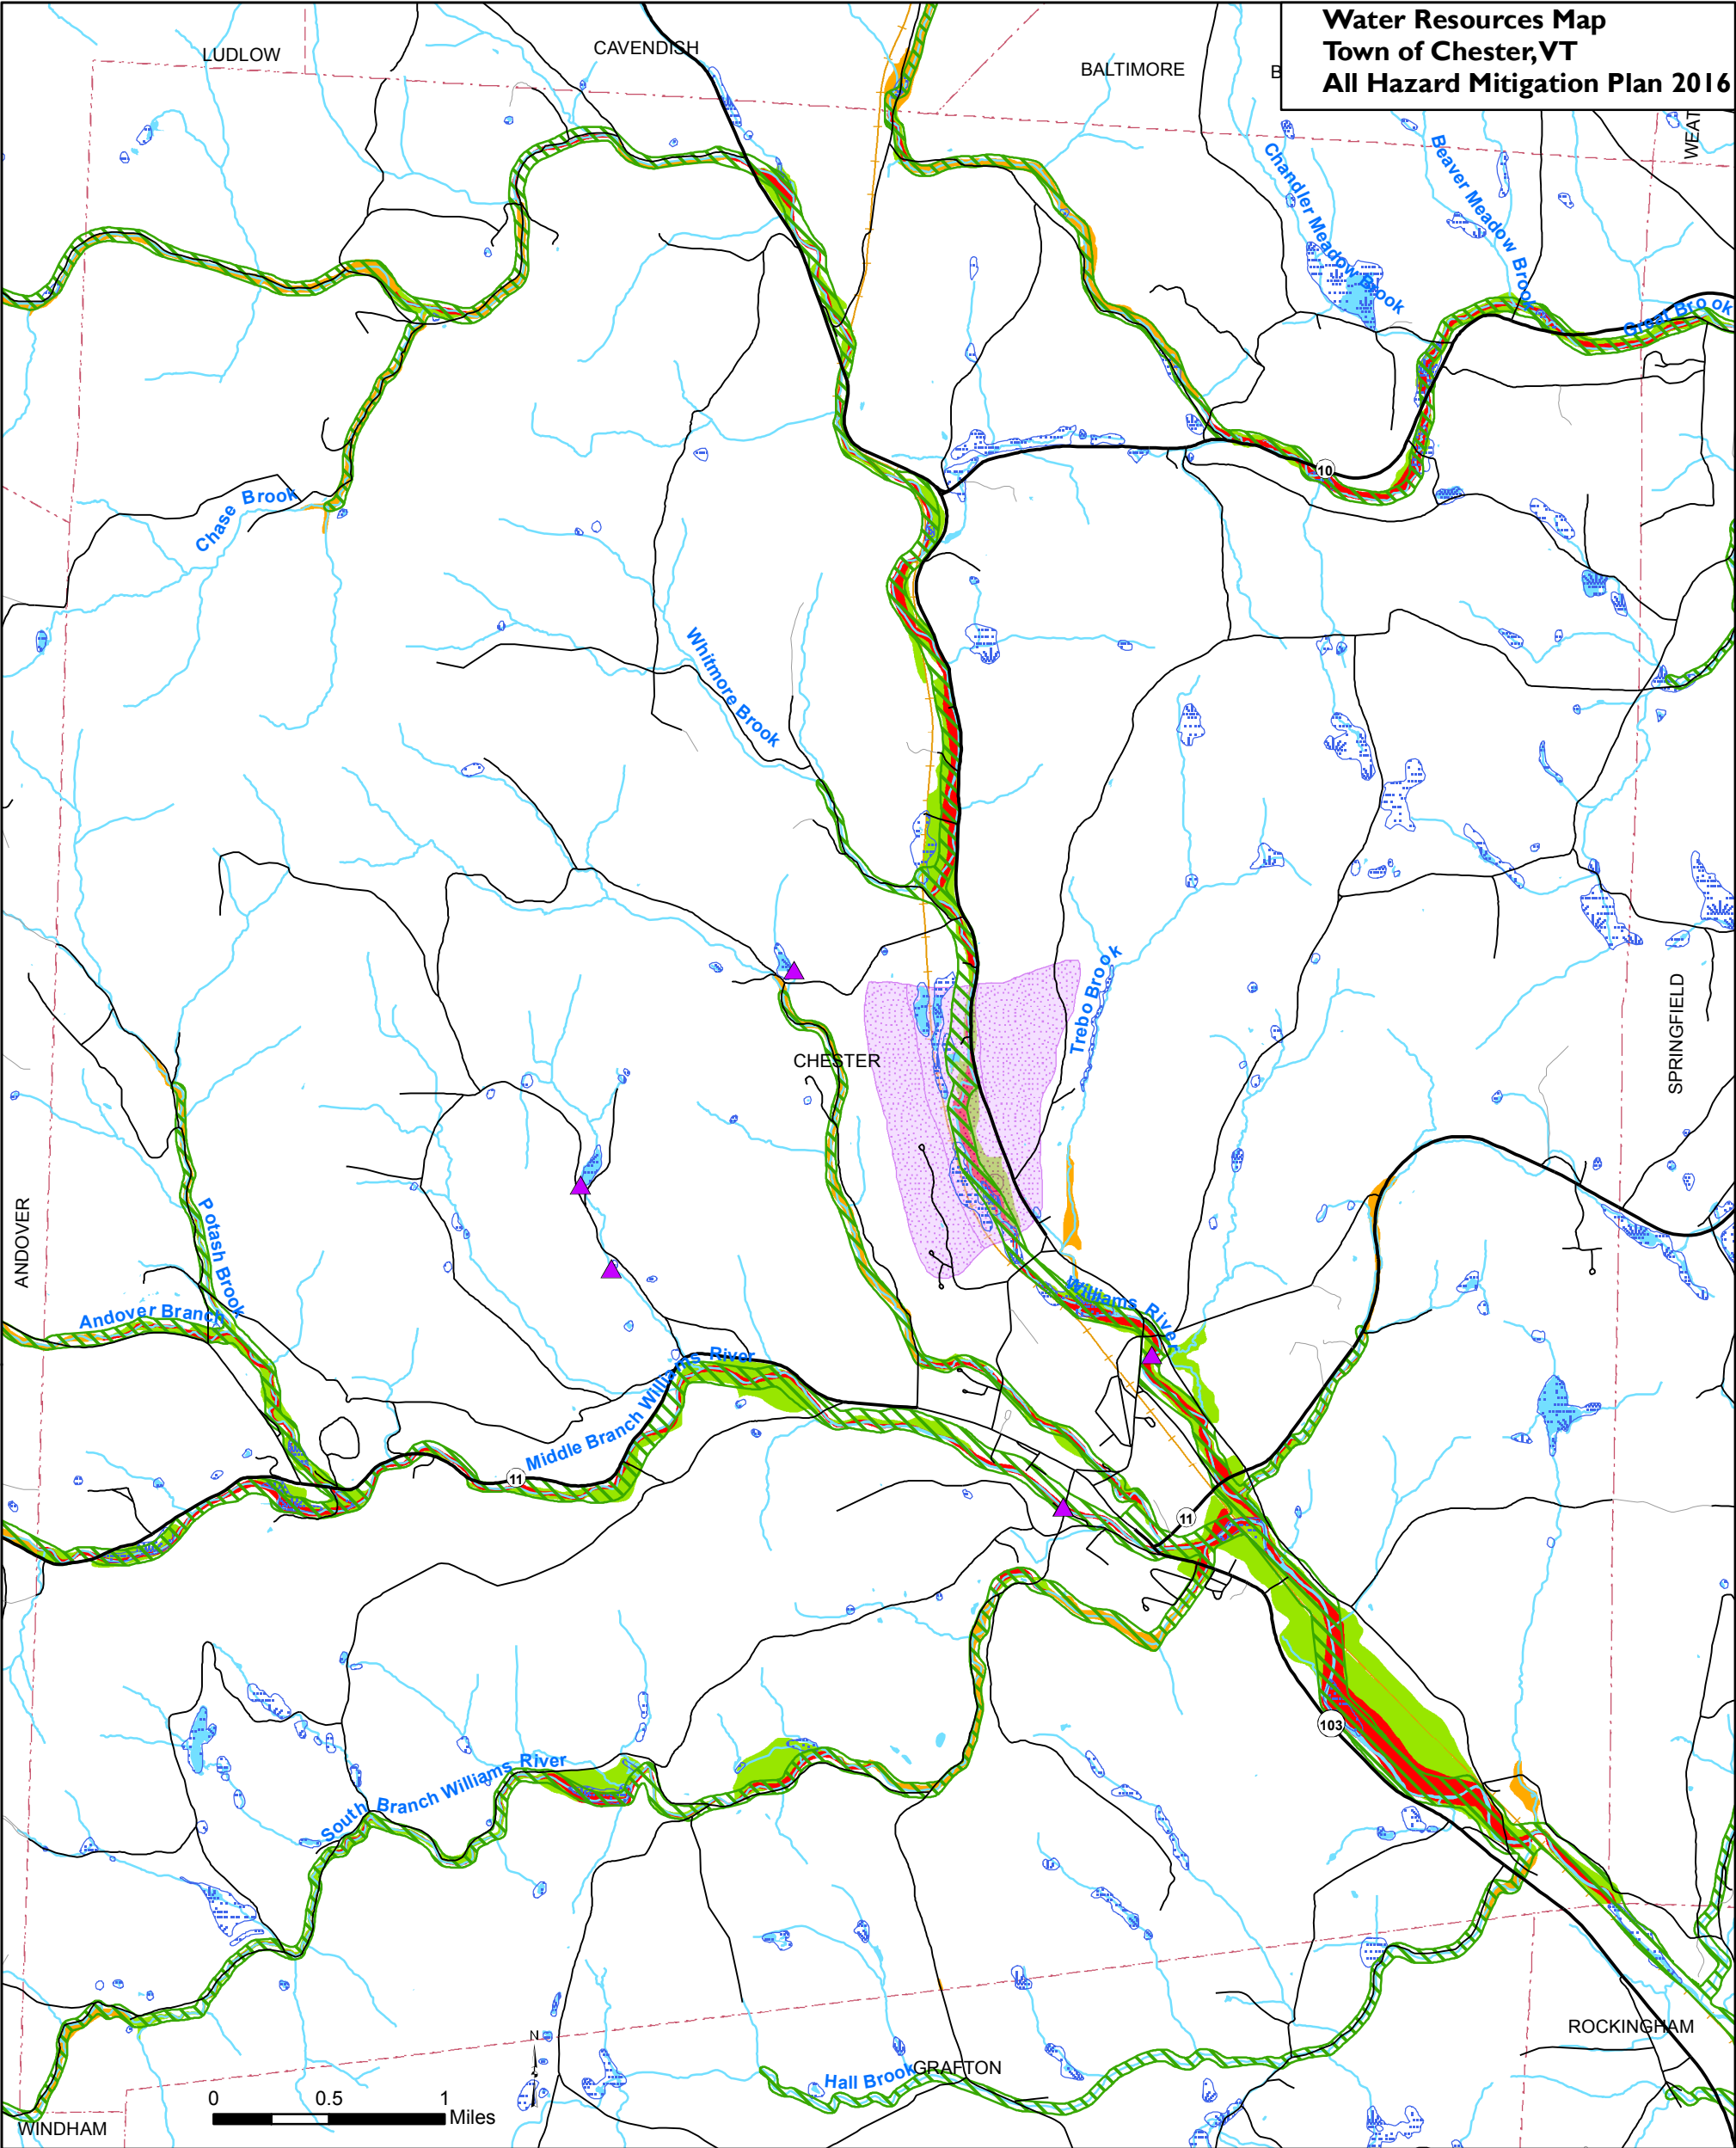 Water Resources Map
Town of Chester, VT
All Hazard Mitigation Plan 2016
LUDLOW
CAVENDISH
BALTIMORE
B
WEAT
Chandler Meadow Brook
Beaver Meadow Brook
Great Brook
10
Chase Brook
Whitmore Brook
Trebo Brook
SPRINGFIELD
CHESTER
ANDOVER
Potash Brook
Andover Branch
Williams River
Middle Branch Williams River
11
11
103
South Branch Williams River
ROCKINGHAM
N
Hall Brook
GRAFTON
0 0.5 1
Miles
WINDHAM